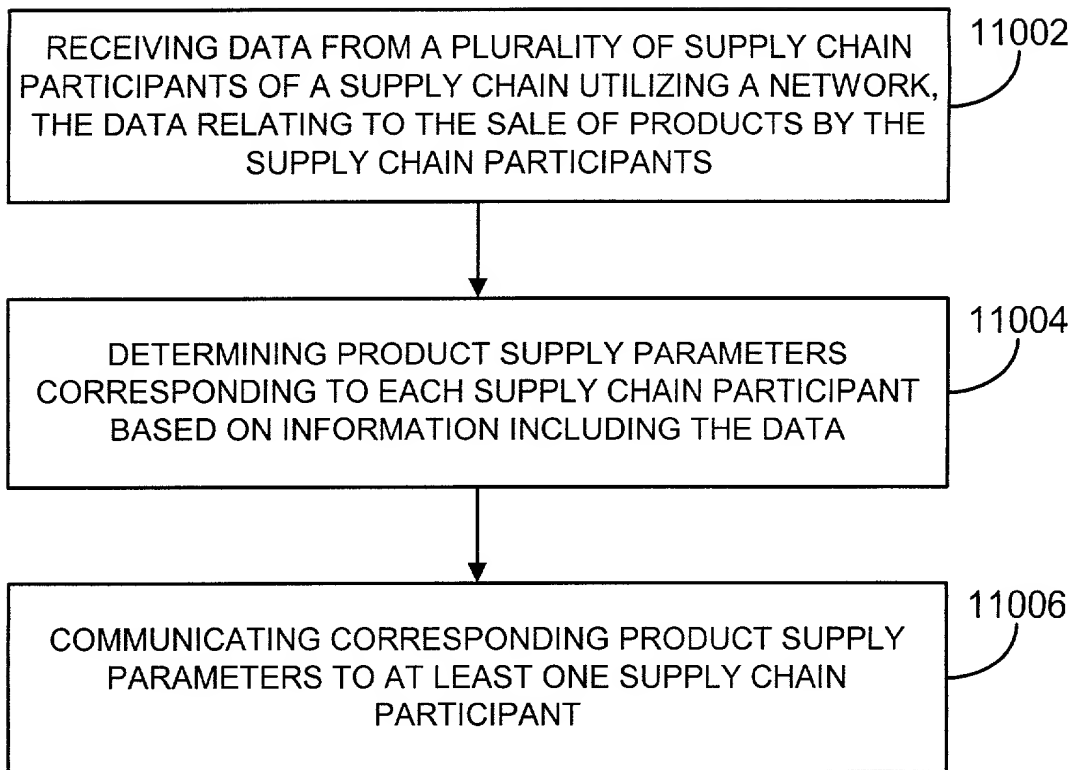 RECEIVING DATA FROM A PLURALITY OF SUPPLY CHAIN
PARTICIPANTS OF A SUPPLY CHAIN UTILIZING A NETWORK,
THE DATA RELATING TO THE SALE OF PRODUCTS BY THE
SUPPLY CHAIN PARTICIPANTS
11002
DETERMINING PRODUCT SUPPLY PARAMETERS
CORRESPONDING TO EACH SUPPLY CHAIN PARTICIPANT
BASED ON INFORMATION INCLUDING THE DATA
11004
COMMUNICATING CORRESPONDING PRODUCT SUPPLY
PARAMETERS TO AT LEAST ONE SUPPLY CHAIN
PARTICIPANT
11006